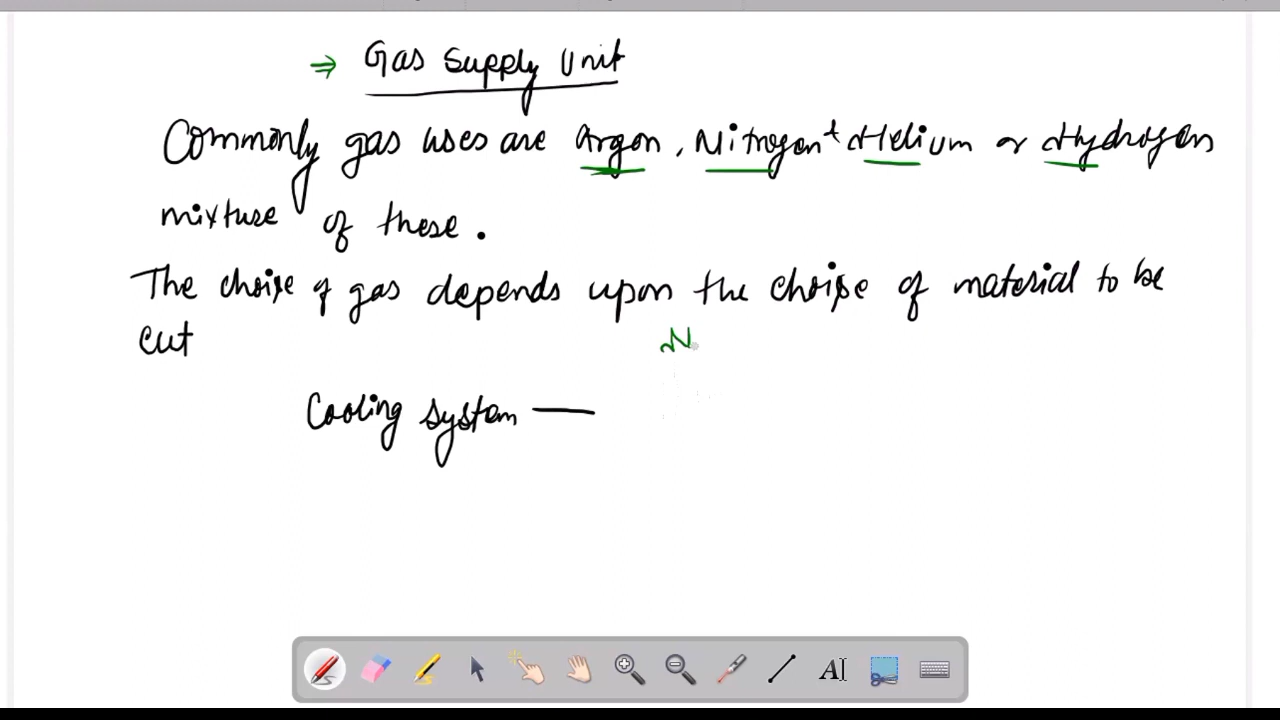 ⇒ Gas Supply Unit
Commonly gas uses are Argon, Nitrogen + Helium or Hydrogen
mixture of these.
The choise of gas depends upon the choise of material to be
cut
N
Cooling system —
AI